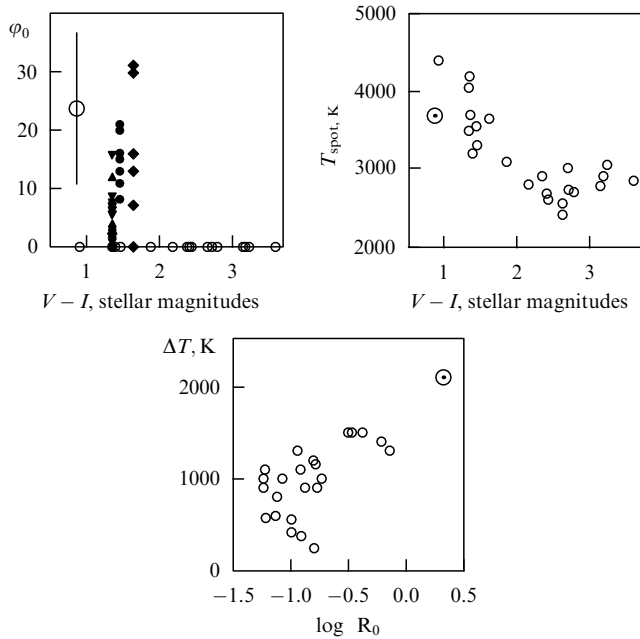 φ₀
30
20
10
0
1 2 3
V − I, stellar magnitudes
5000
4000
3000
2000
T_spot, K
1 2 3
V − I, stellar magnitudes
ΔT, K
2000
1000
0
−1.5 −1.0 −0.5 0.0 0.5
log R₀